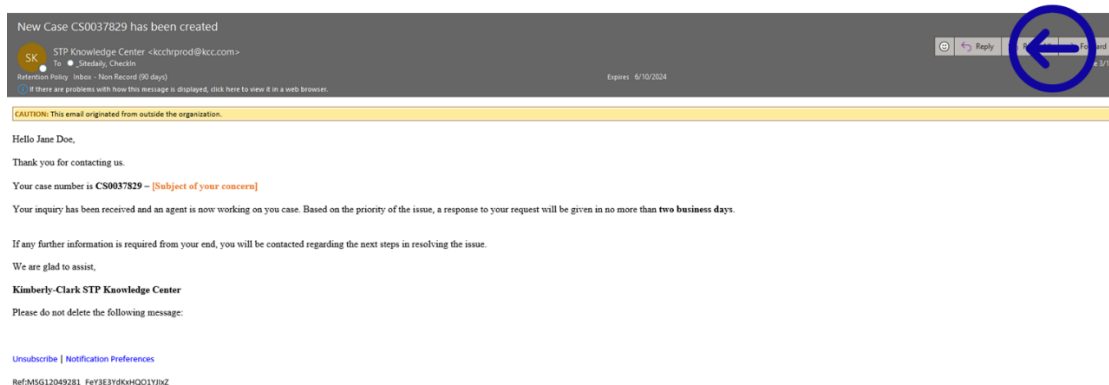 New Case CS0037829 has been created
SK
STP Knowledge Center <kcchrprod@kcc.com>
To _Sitedaily, Checkin
Reply
Forward
Retention Policy Inbox - Non Record (90 days)
Expires 6/10/2024
If there are problems with how this message is displayed, click here to view it in a web browser.
CAUTION: This email originated from outside the organization.
Hello Jane Doe,
Thank you for contacting us.
Your case number is CS0037829 – [Subject of your concern]
Your inquiry has been received and an agent is now working on you case. Based on the priority of the issue, a response to your request will be given in no more than two business days.
If any further information is required from your end, you will be contacted regarding the next steps in resolving the issue.
We are glad to assist,
Kimberly-Clark STP Knowledge Center
Please do not delete the following message:
Unsubscribe | Notification Preferences